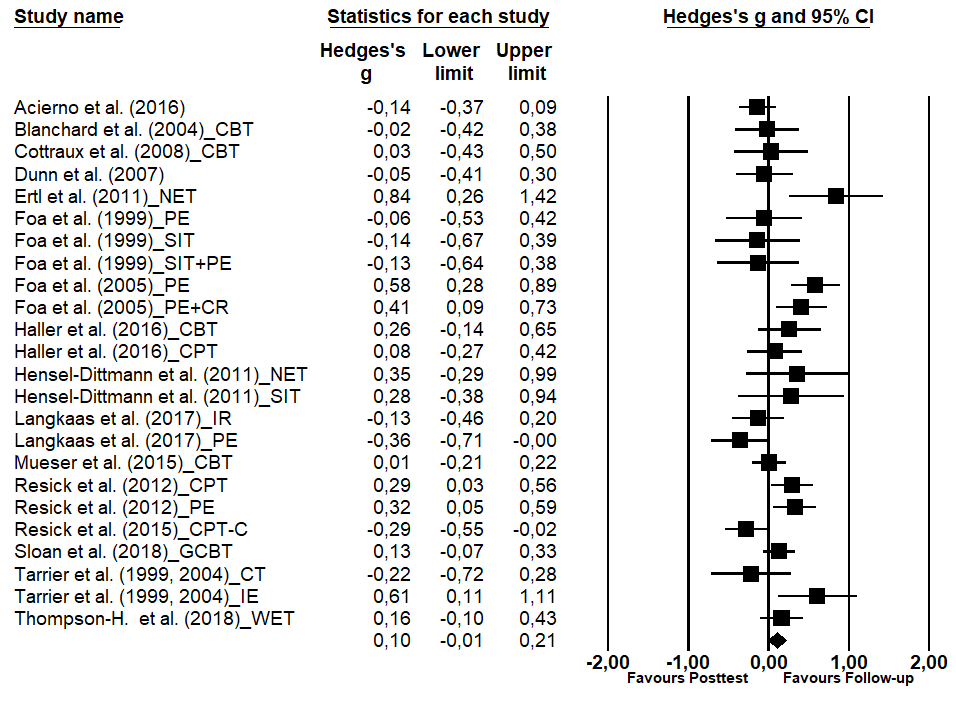 Study name Statistics for each study Hedges's g and 95% CI
Hedges's Lower Upper
g limit limit
Acierno et al. (2016) -0,14 -0,37 0,09
Blanchard et al. (2004)_CBT -0,02 -0,42 0,38
Cottraux et al. (2008)_CBT 0,03 -0,43 0,50
Dunn et al. (2007) -0,05 -0,41 0,30
Ertl et al. (2011)_NET 0,84 0,26 1,42
Foa et al. (1999)_PE -0,06 -0,53 0,42
Foa et al. (1999)_SIT -0,14 -0,67 0,39
Foa et al. (1999)_SIT+PE -0,13 -0,64 0,38
Foa et al. (2005)_PE 0,58 0,28 0,89
Foa et al. (2005)_PE+CR 0,41 0,09 0,73
Haller et al. (2016)_CBT 0,26 -0,14 0,65
Haller et al. (2016)_CPT 0,08 -0,27 0,42
Hensel-Dittmann et al. (2011)_NET 0,35 -0,29 0,99
Hensel-Dittmann et al. (2011)_SIT 0,28 -0,38 0,94
Langkaas et al. (2017)_IR -0,13 -0,46 0,20
Langkaas et al. (2017)_PE -0,36 -0,71 -0,00
Mueser et al. (2015)_CBT 0,01 -0,21 0,22
Resick et al. (2012)_CPT 0,29 0,03 0,56
Resick et al. (2012)_PE 0,32 0,05 0,59
Resick et al. (2015)_CPT-C -0,29 -0,55 -0,02
Sloan et al. (2018)_GCBT 0,13 -0,07 0,33
Tarrier et al. (1999, 2004)_CT -0,22 -0,72 0,28
Tarrier et al. (1999, 2004)_IE 0,61 0,11 1,11
Thompson-H. et al. (2018)_WET 0,16 -0,10 0,43
0,10 -0,01 0,21
-2,00 -1,00 0,00 1,00 2,00
Favours Posttest Favours Follow-up